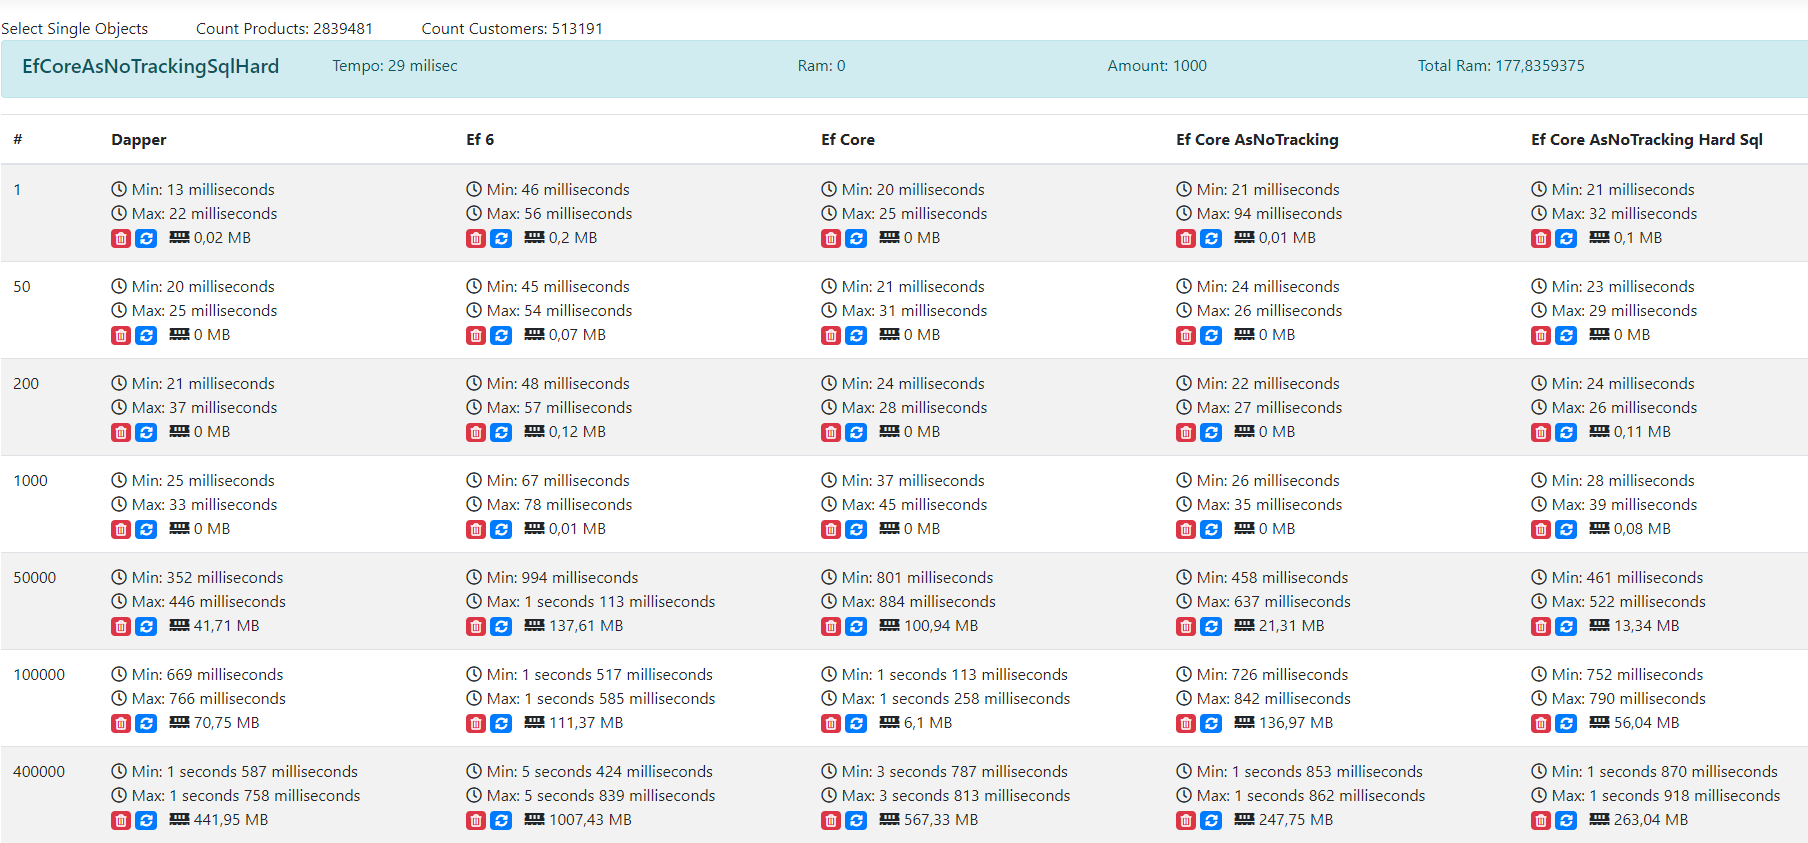 Select Single Objects Count Products: 2839481 Count Customers: 513191
EfCoreAsNoTrackingSqlHard Tempo: 29 milisec Ram: 0 Amount: 1000 Total Ram: 177,8359375
# Dapper Ef 6 Ef Core Ef Core AsNoTracking Ef Core AsNoTracking Hard Sql
1 Min: 13 milliseconds Min: 46 milliseconds Min: 20 milliseconds Min: 21 milliseconds Min: 21 milliseconds
Max: 22 milliseconds Max: 56 milliseconds Max: 25 milliseconds Max: 94 milliseconds Max: 32 milliseconds
0,02 MB 0,2 MB 0 MB 0,01 MB 0,1 MB
50 Min: 20 milliseconds Min: 45 milliseconds Min: 21 milliseconds Min: 24 milliseconds Min: 23 milliseconds
Max: 25 milliseconds Max: 54 milliseconds Max: 31 milliseconds Max: 26 milliseconds Max: 29 milliseconds
0 MB 0,07 MB 0 MB 0 MB 0 MB
200 Min: 21 milliseconds Min: 48 milliseconds Min: 24 milliseconds Min: 22 milliseconds Min: 24 milliseconds
Max: 37 milliseconds Max: 57 milliseconds Max: 28 milliseconds Max: 27 milliseconds Max: 26 milliseconds
0 MB 0,12 MB 0 MB 0 MB 0,11 MB
1000 Min: 25 milliseconds Min: 67 milliseconds Min: 37 milliseconds Min: 26 milliseconds Min: 28 milliseconds
Max: 33 milliseconds Max: 78 milliseconds Max: 45 milliseconds Max: 35 milliseconds Max: 39 milliseconds
0 MB 0,01 MB 0 MB 0 MB 0,08 MB
50000 Min: 352 milliseconds Min: 994 milliseconds Min: 801 milliseconds Min: 458 milliseconds Min: 461 milliseconds
Max: 446 milliseconds Max: 1 seconds 113 milliseconds Max: 884 milliseconds Max: 637 milliseconds Max: 522 milliseconds
41,71 MB 137,61 MB 100,94 MB 21,31 MB 13,34 MB
100000 Min: 669 milliseconds Min: 1 seconds 517 milliseconds Min: 1 seconds 113 milliseconds Min: 726 milliseconds Min: 752 milliseconds
Max: 766 milliseconds Max: 1 seconds 585 milliseconds Max: 1 seconds 258 milliseconds Max: 842 milliseconds Max: 790 milliseconds
70,75 MB 111,37 MB 6,1 MB 136,97 MB 56,04 MB
400000 Min: 1 seconds 587 milliseconds Min: 5 seconds 424 milliseconds Min: 3 seconds 787 milliseconds Min: 1 seconds 853 milliseconds Min: 1 seconds 870 milliseconds
Max: 1 seconds 758 milliseconds Max: 5 seconds 839 milliseconds Max: 3 seconds 813 milliseconds Max: 1 seconds 862 milliseconds Max: 1 seconds 918 milliseconds
441,95 MB 1007,43 MB 567,33 MB 247,75 MB 263,04 MB